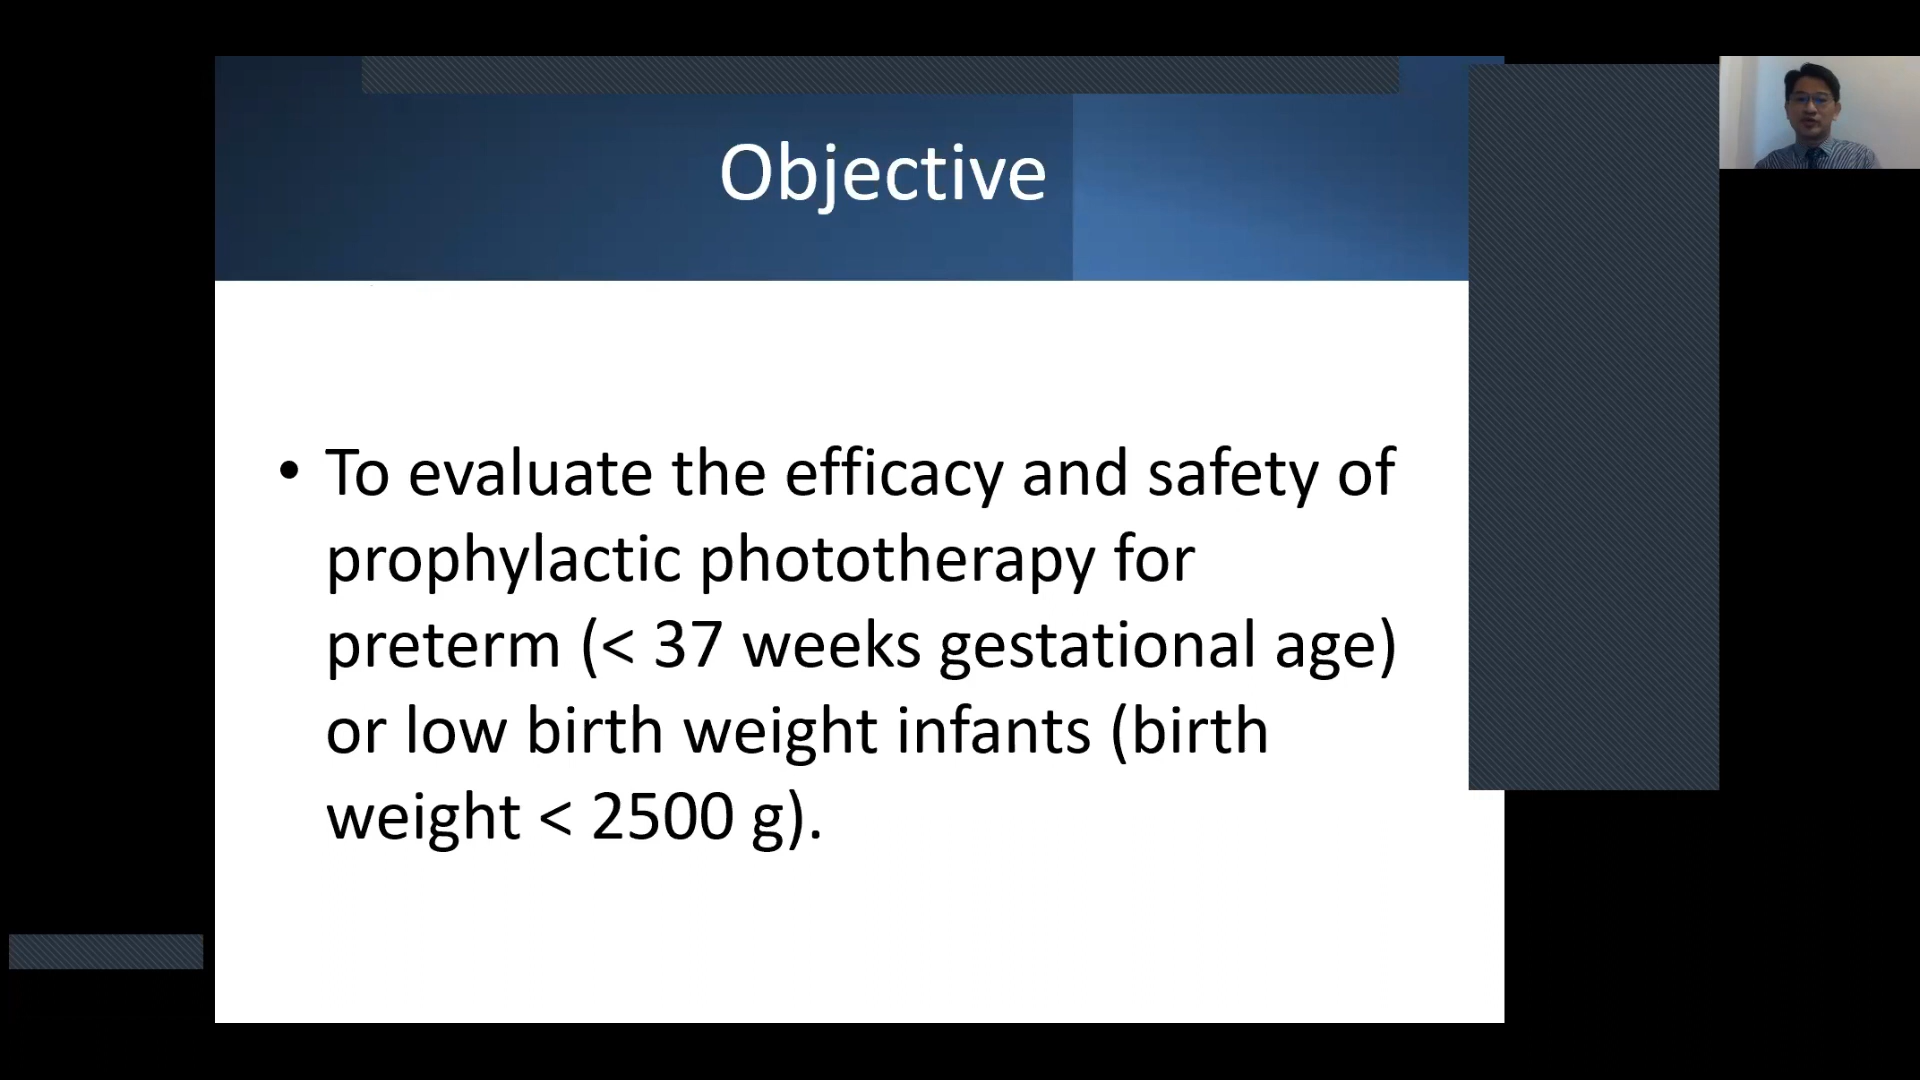 Objective
• To evaluate the efficacy and safety of
prophylactic phototherapy for
preterm (< 37 weeks gestational age)
or low birth weight infants (birth
weight < 2500 g).